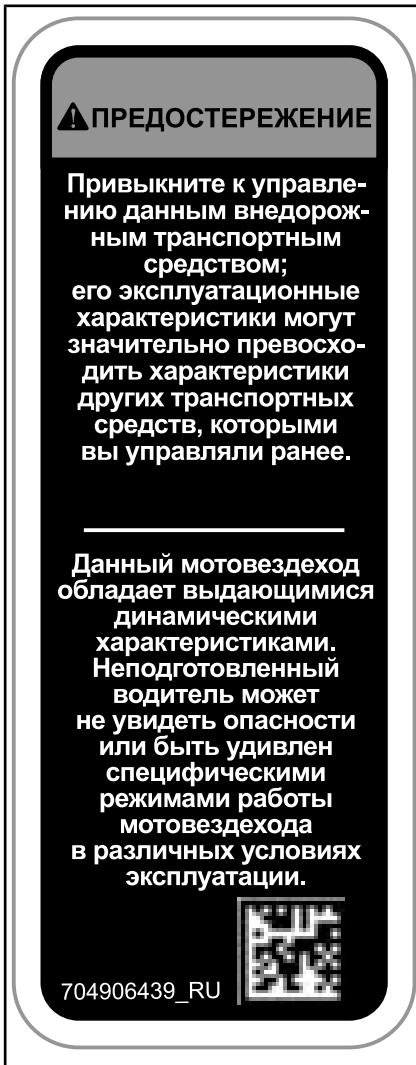 ПРЕДОСТЕРЕЖЕНИЕ
Привыкните к управле-
нию данным внедорож-
ным транспортным
средством;
его эксплуатационные
характеристики могут
значительно превосхо-
дить характеристики
других транспортных
средств, которыми
вы управляли ранее.
Данный мотовездеход
обладает выдающимися
динамическими
характеристиками.
Неподготовленный
водитель может
не увидеть опасности
или быть удивлен
специфическими
режимами работы
мотовездехода
в различных условиях
эксплуатации.
704906439_RU